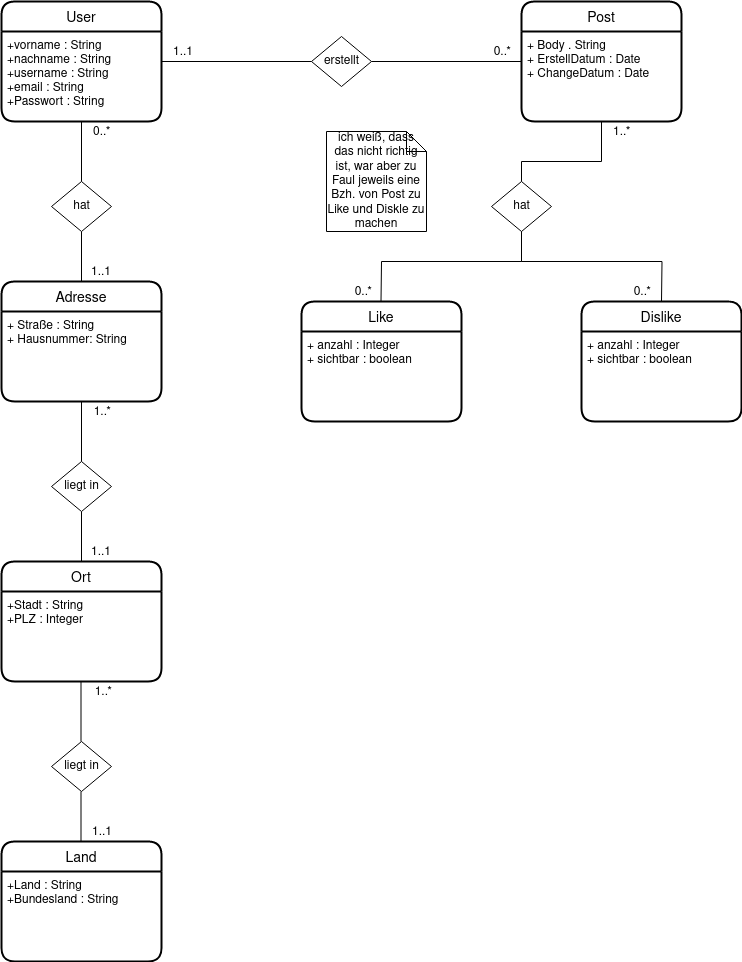 User
+vorname : String
+nachname : String
+username : String
+email : String
+Passwort : String
1..1
erstellt
0..*
Post
+ Body . String
+ ErstellDatum : Date
+ ChangeDatum : Date
0..*
hat
1..1
ich weiß, dass
das nicht richtig
ist, war aber zu
Faul jeweils eine
Bzh. von Post zu
Like und Diskle zu
machen
1..*
hat
0..*
0..*
Adresse
+ Straße : String
+ Hausnummer: String
Like
+ anzahl : Integer
+ sichtbar : boolean
Dislike
+ anzahl : Integer
+ sichtbar : boolean
1..*
liegt in
1..1
Ort
+Stadt : String
+PLZ : Integer
1..*
liegt in
1..1
Land
+Land : String
+Bundesland : String